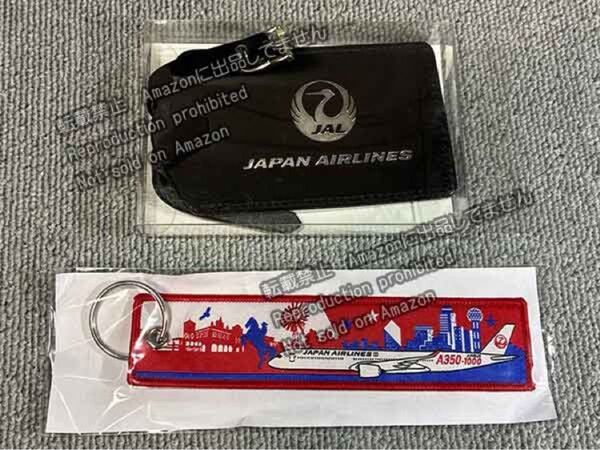 転載禁止 Amazonに出品してません
Reproduction prohibited
Not sold on Amazon
JAL
JAPAN AIRLINES
転載禁止 Amazonに出品してません
Reproduction prohibited
Not sold on Amazon
JAPAN AIRLINES
A350-1000